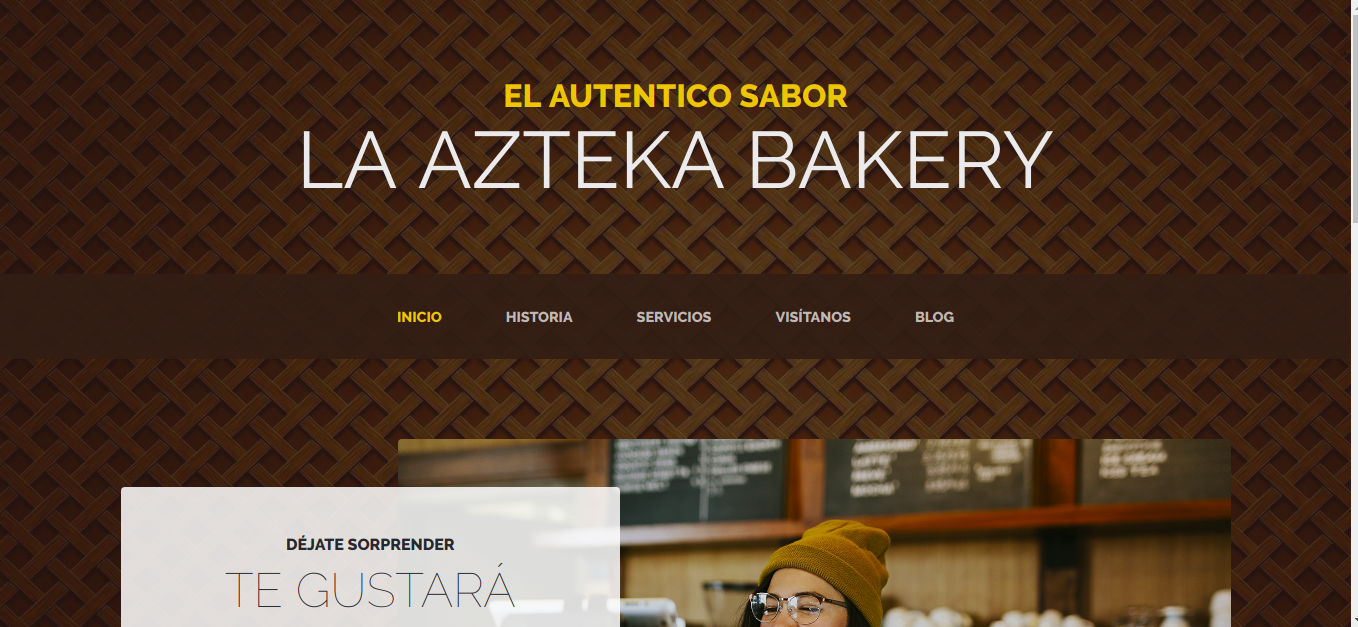 EL AUTENTICO SABOR
LA AZTEKA BAKERY
INICIO HISTORIA SERVICIOS VISÍTANOS BLOG
DÉJATE SORPRENDER
TE GUSTARÁ